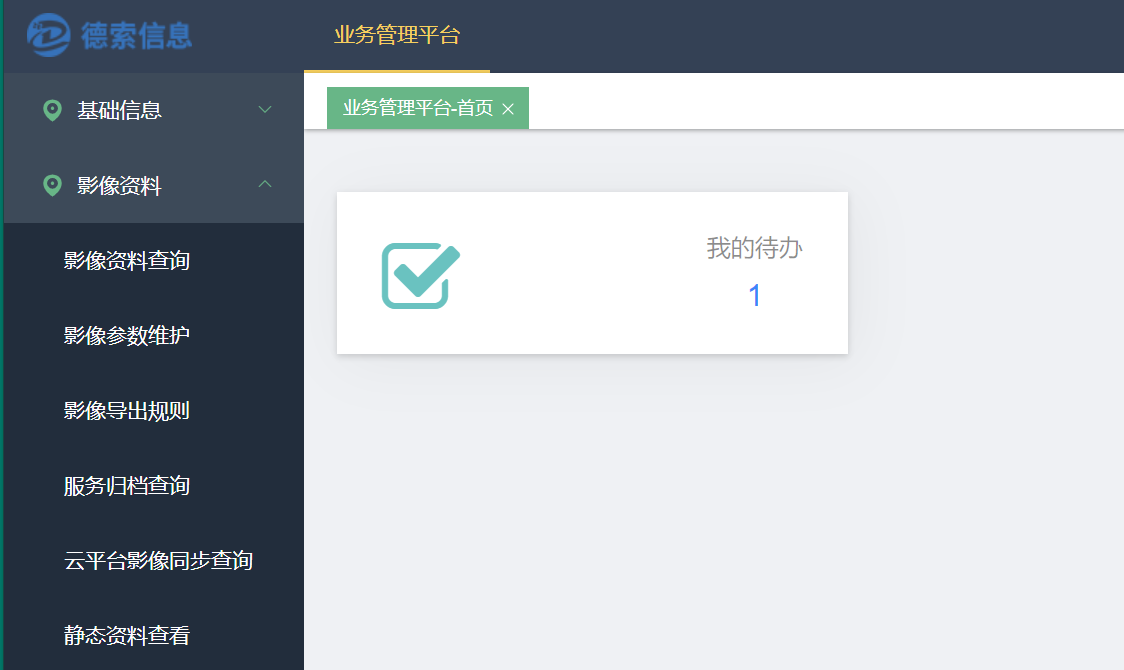 德索信息
业务管理平台
基础信息
影像资料
影像资料查询
影像参数维护
影像导出规则
服务归档查询
云平台影像同步查询
静态资料查看
业务管理平台-首页
我的待办
1